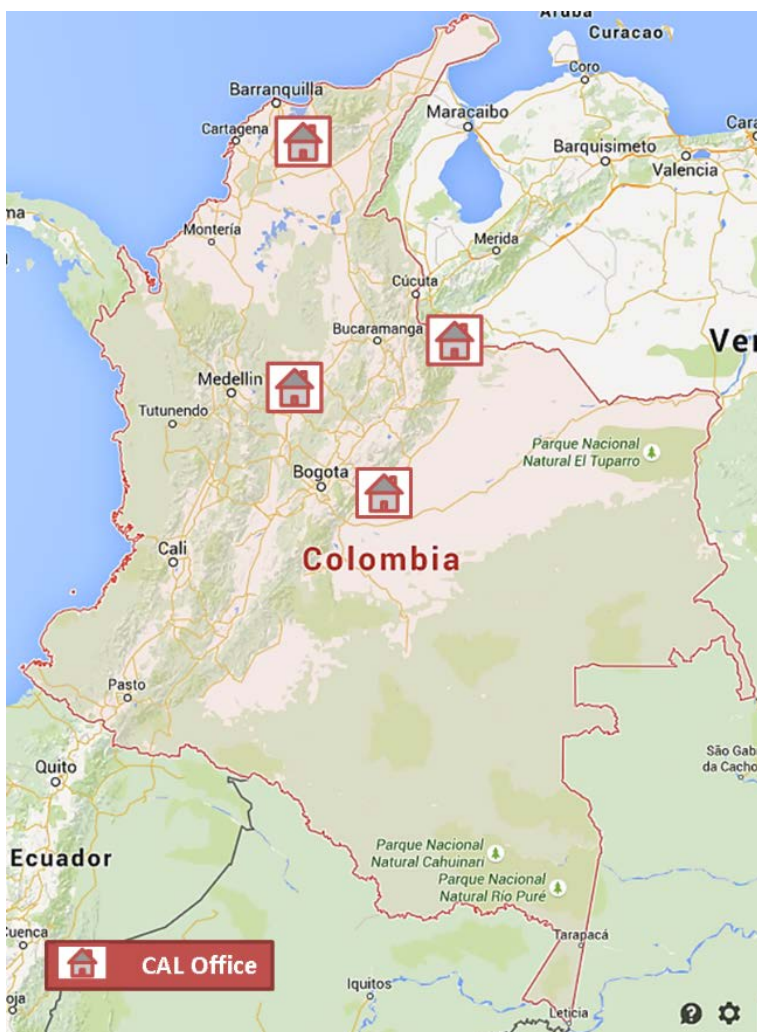 Aruba
Curacao
Coro
Barranquilla
Maracaibo
Cartagena
Barquisimeto
Valencia
Montería
Merida
Cúcuta
Bucaramanga
Medellin
Tutunendo
Parque Nacional
Natural El Tuparro
Bogota
Cali
Colombia
Pasto
Quito
São Gab
da Cacho
Parque Nacional
Natural Cahuinari
Parque Nacional
Natural Río Puré
Ecuador
Cuenca
Tarapacá
CAL Office
Iquitos
Leticia